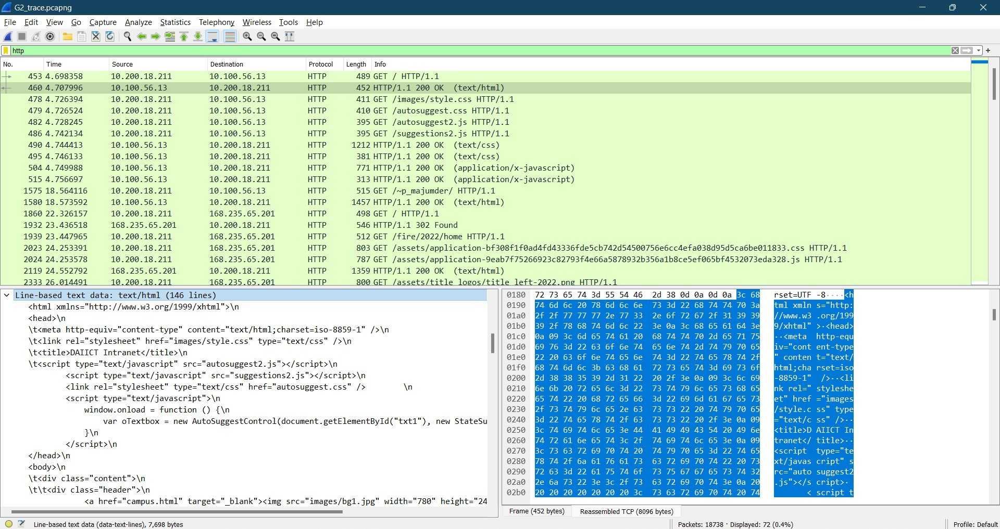 G2_trace.pcapng
File Edit View Go Capture Analyze Statistics Telephony Wireless Tools Help
http
No. Time Source Destination Protocol Length Info
453 4.698358 10.200.18.211 10.100.56.13 HTTP 489 GET / HTTP/1.1
460 4.707996 10.100.56.13 10.200.18.211 HTTP 452 HTTP/1.1 200 OK (text/html)
478 4.726394 10.200.18.211 10.100.56.13 HTTP 411 GET /images/style.css HTTP/1.1
479 4.726524 10.200.18.211 10.100.56.13 HTTP 410 GET /autosuggest.css HTTP/1.1
482 4.728245 10.200.18.211 10.100.56.13 HTTP 395 GET /autosuggest2.js HTTP/1.1
486 4.742134 10.200.18.211 10.100.56.13 HTTP 395 GET /suggestions2.js HTTP/1.1
490 4.744413 10.100.56.13 10.200.18.211 HTTP 1212 HTTP/1.1 200 OK (text/css)
495 4.746133 10.100.56.13 10.200.18.211 HTTP 381 HTTP/1.1 200 OK (text/css)
504 4.749988 10.100.56.13 10.200.18.211 HTTP 771 HTTP/1.1 200 OK (application/x-javascript)
515 4.756697 10.100.56.13 10.200.18.211 HTTP 313 HTTP/1.1 200 OK (application/x-javascript)
1575 18.564116 10.200.18.211 10.100.56.13 HTTP 515 GET /~p_majumder/ HTTP/1.1
1580 18.573592 10.100.56.13 10.200.18.211 HTTP 1457 HTTP/1.1 200 OK (text/html)
1860 22.326157 10.200.18.211 168.235.65.201 HTTP 498 GET / HTTP/1.1
1932 23.436518 168.235.65.201 10.200.18.211 HTTP 546 HTTP/1.1 302 Found
1939 23.447965 10.200.18.211 168.235.65.201 HTTP 512 GET /fire/2022/home HTTP/1.1
2023 24.253391 10.200.18.211 168.235.65.201 HTTP 803 GET /assets/application-bf308f1f0ad4fd43336fde5cb742d54500756e6cc4efa038d95d5ca6be011833.css HTTP/1.1
2024 24.253578 10.200.18.211 168.235.65.201 HTTP 787 GET /assets/application-9eab7f75266923c82793f4e66a5878932b356a1b8ce5ef065bf4532073eda328.js HTTP/1.1
2119 24.552792 168.235.65.201 10.200.18.211 HTTP 1359 HTTP/1.1 200 OK (text/html)
2333 26.014491 10.200.18.211 168.235.65.201 HTTP 800 GET /assets/title_logos/title_left-2022.png HTTP/1.1
Line-based text data: text/html (146 lines)
<html xmlns="http://www.w3.org/1999/xhtml">\n
<head>\n
\t<meta http-equiv="content-type" content="text/html;charset=iso-8859-1" />\n
\t<link rel="stylesheet" href="images/style.css" type="text/css" />\n
\t<title>DAIICT Intranet</title>\n
\t<script type="text/javascript" src="autosuggest2.js"></script>\n
<script type="text/javascript" src="suggestions2.js"></script>\n
<link rel="stylesheet" type="text/css" href="autosuggest.css" /> \n
<script type="text/javascript">\n
window.onload = function () {\n
var oTextbox = new AutoSuggestControl(document.getElementById("txt1"), new StateSu
}\n
</script>\n
</head>\n
<body>\n
\t<div class="content">\n
\t\t<div class="header">\n
<a href="campus.html" target="_blank"><img src="images/bg1.jpg" width="780" height="24
0180 72 73 65 74 3d 55 54 46 2d 38 0d 0a 0d 0a 3c 68 rset=UTF -8····<h
0190 74 6d 6c 20 78 6d 6c 6e 73 3d 22 68 74 74 70 3a tml xmln s="http:
01a0 2f 2f 77 77 77 2e 77 33 2e 6f 72 67 2f 31 39 39 //www.w3 .org/199
01b0 39 2f 78 68 74 6d 6c 22 3e 0a 3c 68 65 61 64 3e 9/xhtml" >·<head>
01c0 0a 09 3c 6d 65 74 61 20 68 74 74 70 2d 65 71 75 ··<meta http-equ
01d0 69 76 3d 22 63 6f 6e 74 65 6e 74 2d 74 79 70 65 iv="cont ent-type
01e0 22 20 63 6f 6e 74 65 6e 74 3d 22 74 65 78 74 2f " conten t="text/
01f0 68 74 6d 6c 3b 63 68 61 72 73 65 74 3d 69 73 6f html;cha rset=iso
0200 2d 38 38 35 39 2d 31 22 20 2f 3e 0a 09 3c 6c 69 -8859-1" />··<li
0210 6e 6b 20 72 65 6c 3d 22 73 74 79 6c 65 73 68 65 nk rel=" styleshe
0220 65 74 22 20 68 72 65 66 3d 22 69 6d 61 67 65 73 et" href ="images
0230 2f 73 74 79 6c 65 2e 63 73 73 22 20 74 79 70 65 /style.c ss" type
0240 3d 22 74 65 78 74 2f 63 73 73 22 20 2f 3e 0a 09 ="text/c ss" />··
0250 3c 74 69 74 6c 65 3e 44 41 49 49 43 54 20 49 6e <title>D AIICT In
0260 74 72 61 6e 65 74 3c 2f 74 69 74 6c 65 3e 0a 09 tranet</ title>··
0270 3c 73 63 72 69 70 74 20 74 79 70 65 3d 22 74 65 <script type="te
0280 78 74 2f 6a 61 76 61 73 63 72 69 70 74 22 20 73 xt/javas cript" s
0290 72 63 3d 22 61 75 74 6f 73 75 67 67 65 73 74 32 rc="auto suggest2
02a0 2e 6a 73 22 3e 3c 2f 73 63 72 69 70 74 3e 0a 20 .js"></s cript>·
02b0 20 20 20 20 20 20 20 3c 73 63 72 69 70 74 20 74 < script t
Frame (452 bytes) Reassembled TCP (8096 bytes)
Line-based text data (data-text-lines), 7,698 bytes Packets: 18738 · Displayed: 72 (0.4%) Profile: Default